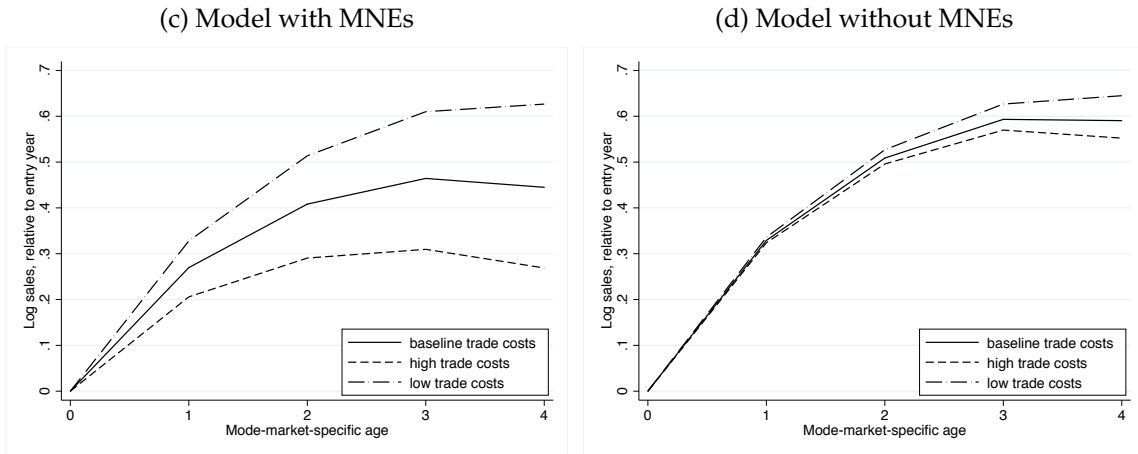 (c) Model with MNEs
Log sales, relative to entry year
.7
.6
.5
.4
.3
.2
.1
0
baseline trade costs
high trade costs
low trade costs
0 1 2 3 4
Mode-market-specific age
(d) Model without MNEs
Log sales, relative to entry year
.7
.6
.5
.4
.3
.2
.1
0
baseline trade costs
high trade costs
low trade costs
0 1 2 3 4
Mode-market-specific age